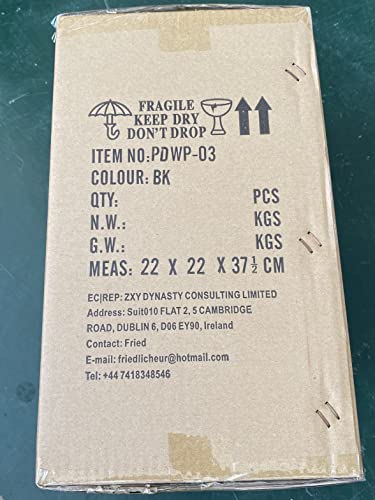 FRAGILE
KEEP DRY
DON'T DROP
ITEM NO:PDWP-03
COLOUR: BK
QTY: PCS
N.W.: KGS
G.W.: KGS
MEAS: 22 X 22 X 37½ CM
EC|REP: ZXY DYNASTY CONSULTING LIMITED
Address: Suit010 FLAT 2, 5 CAMBRIDGE
ROAD, DUBLIN 6, D06 EY90, Ireland
Contact: Fried
E-mail: friedlicheur@hotmail.com
Tel: +44 7418348546